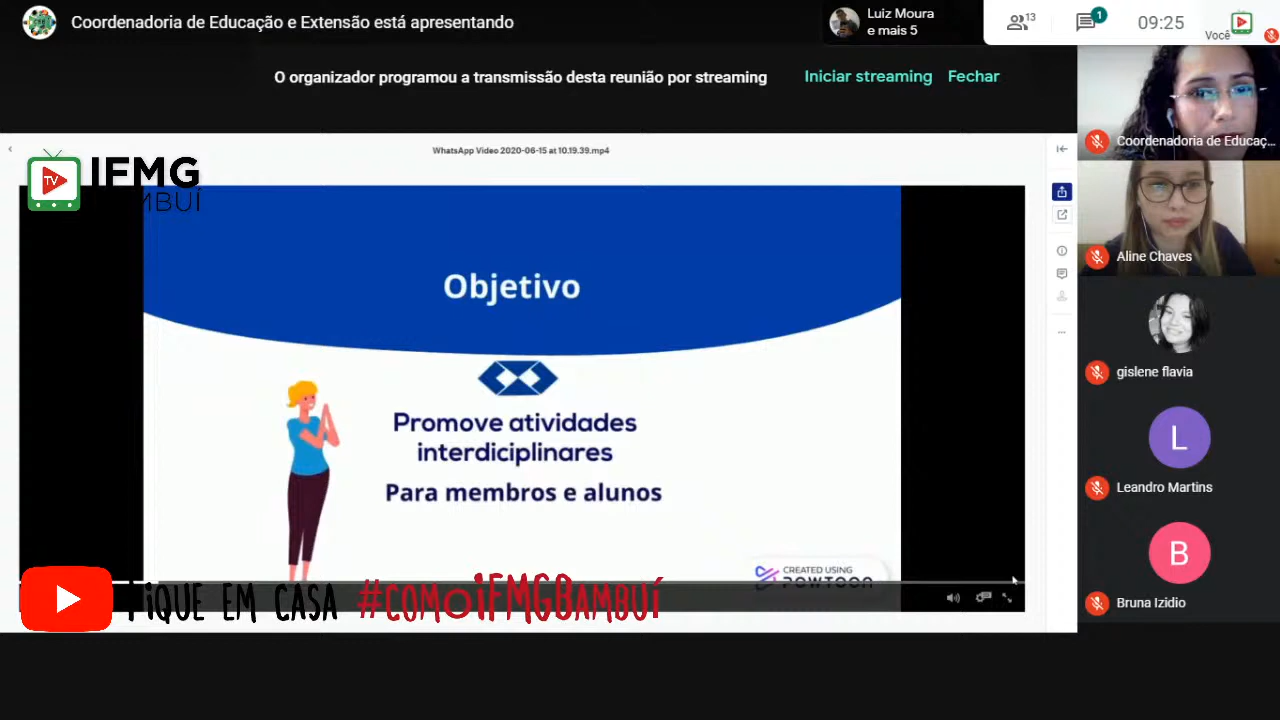 Coordenadoria de Educação e Extensão está apresentando
Luiz Moura
e mais 5
13
1
09:25
Você
O organizador programou a transmissão desta reunião por streaming
Iniciar streaming
Fechar
WhatsApp Video 2020-06-15 at 10.19.39.mp4
TV
IFMG
BAMBUÍ
Objetivo
Promove atividades
interdiciplinares
Para membros e alunos
CREATED USING
POWTOON
FIQUE EM CASA #COMOIFMGBAMBUÍ
Coordenadoria de Educaç...
Aline Chaves
gislene flavia
L
Leandro Martins
B
Bruna Izidio